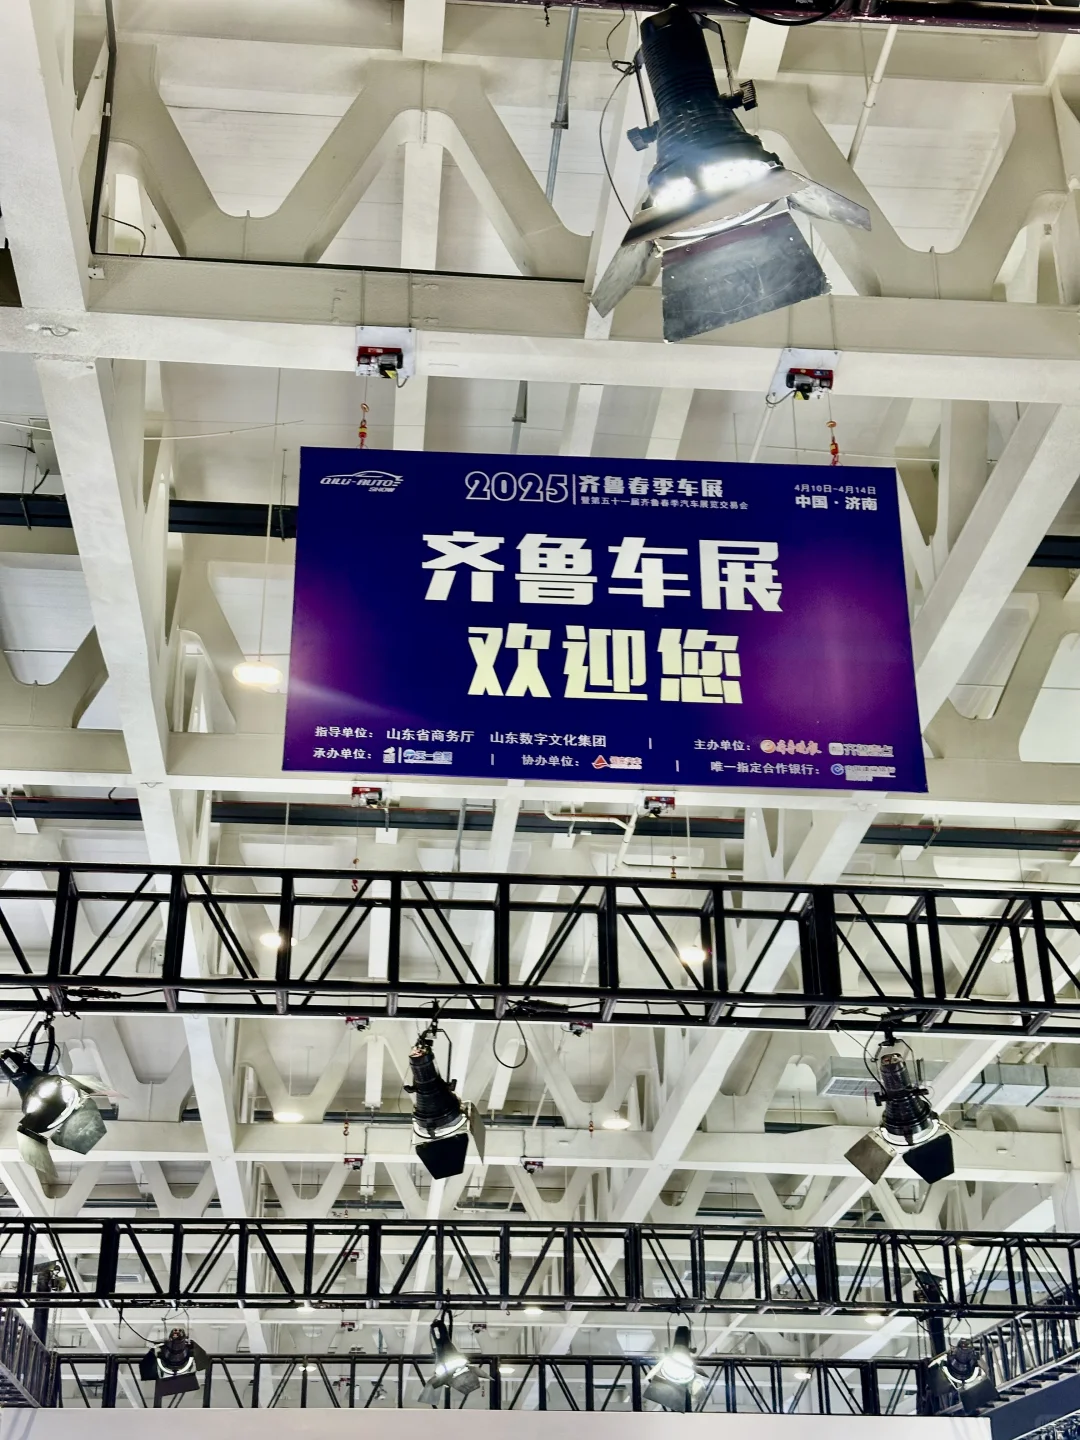 QILU-AUTO SHOW
2025 齐鲁春季车展
暨第五十一届齐鲁春季汽车展览交易会
4月10日-4月14日
中国·济南
齐鲁车展
欢迎您
指导单位： 山东省商务厅 山东数字文化集团 | 主办单位： 齐鲁晚报
承办单位： | 协办单位： | 唯一指定合作银行：